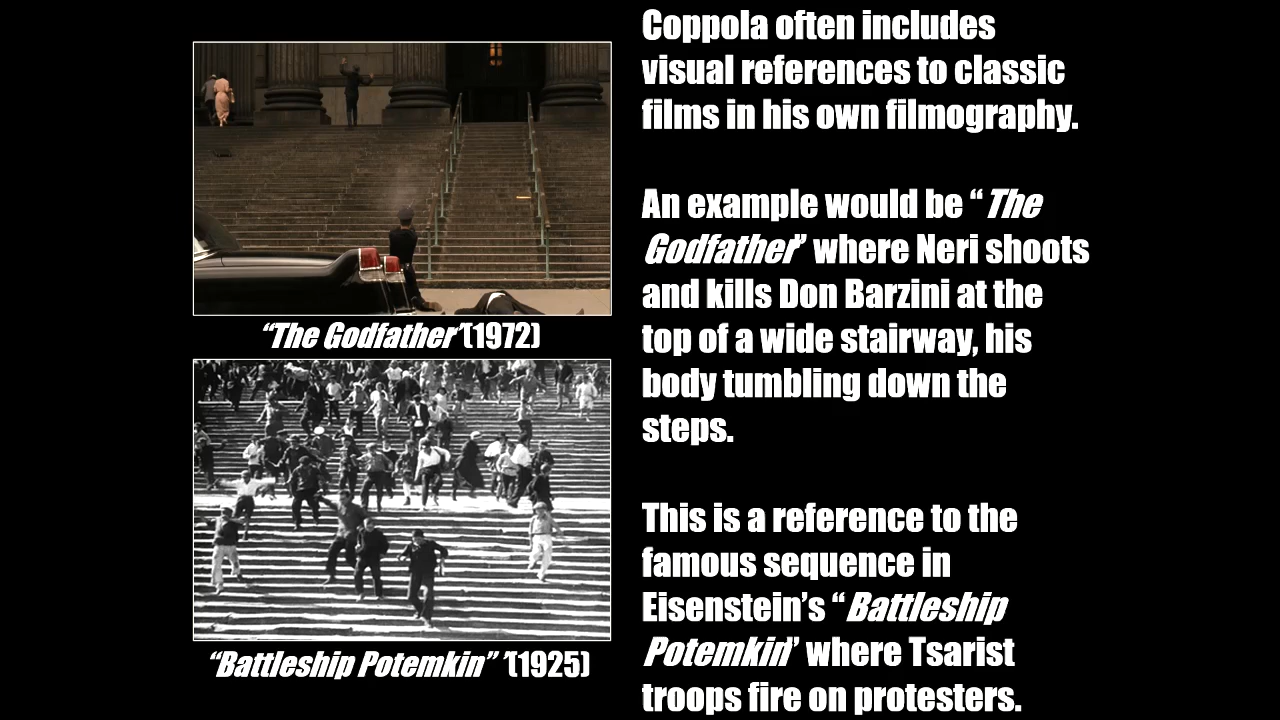 Coppola often includes
visual references to classic
films in his own filmography.
An example would be “The
Godfather” where Neri shoots
and kills Don Barzini at the
top of a wide stairway, his
body tumbling down the
steps.
This is a reference to the
famous sequence in
Eisenstein’s “Battleship
Potemkin’ where Tsarist
troops fire on protesters.
“The Godfather”(1972)
“Battleship Potemkin” ”(1925)